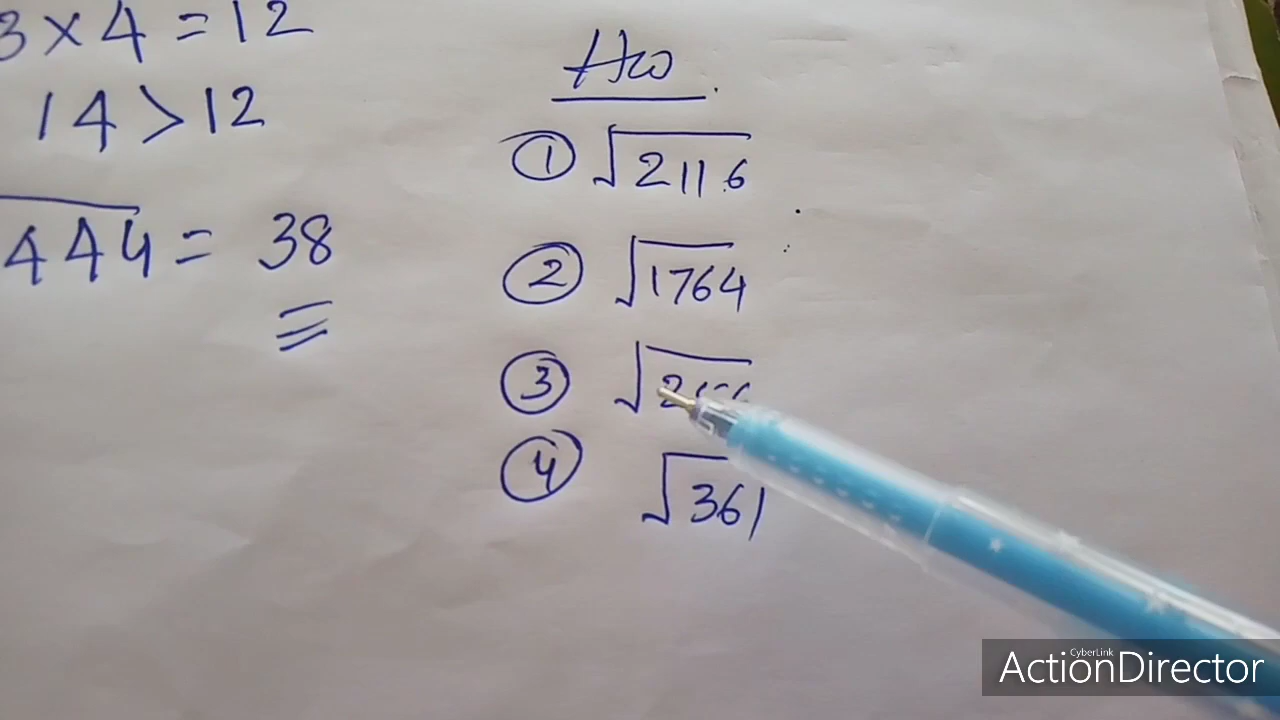 3 × 4 = 12
14 > 12
√444 = 38
HW.
① √2116
② √1764
③
④ √361
CyberLink
ActionDirector